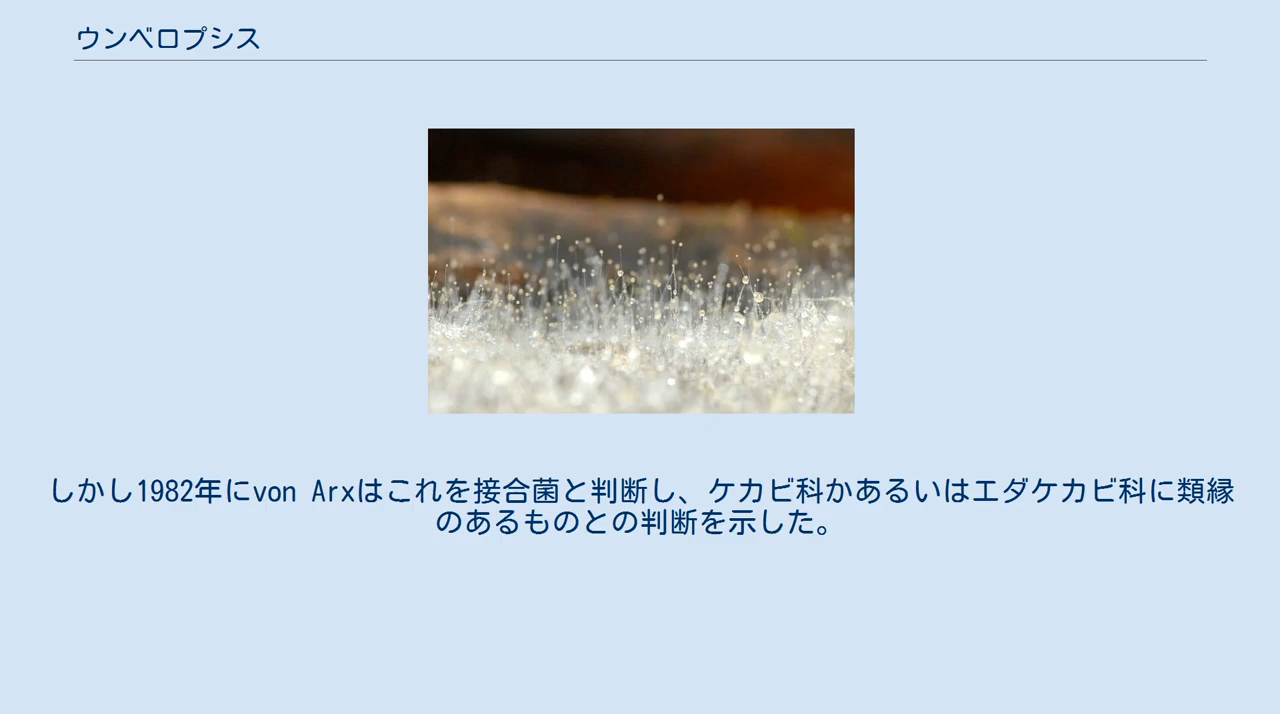 ウンベロプシス
しかし1982年にvon Arxはこれを接合菌と判断し、ケカビ科かあるいはエダケカビ科に類縁
のあるものとの判断を示した。